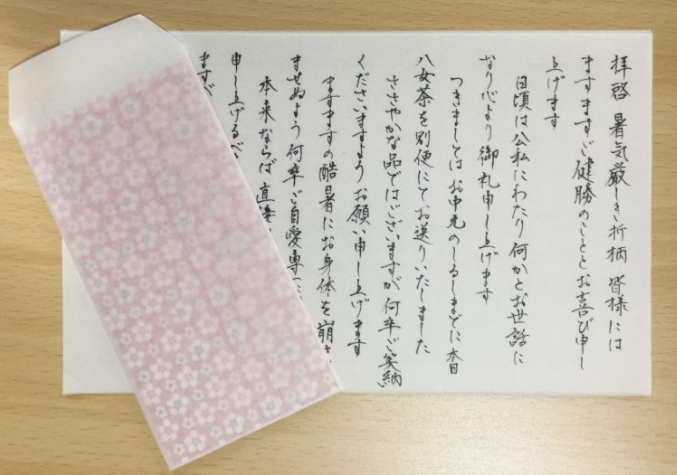 拝啓 暑気厳しき折柄 皆様には
ますますご健勝のこととお喜び申し
上げます
日頃は公私にわたり何かとお世話に
なり心より御礼申し上げます
つきましてはお中元のしるしまでに本日
八女茶を別便にてお送りいたしました
ささやかな品ではございますが何卒ご笑納
くださいますようお願い申し上げます
ますますの酷暑にお身体を崩さ
ませぬよう何卒ご自愛専
本来ならば直接
申し上げるべ
ますが